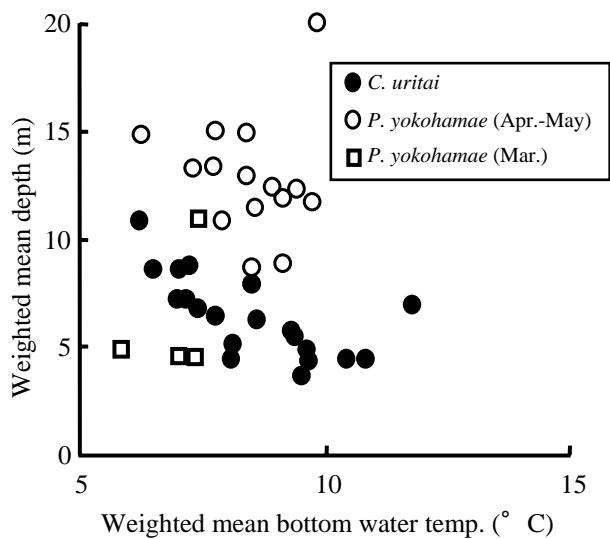 20
15
10
5
0
5
10
15
Weighted mean depth (m)
Weighted mean bottom water temp. (° C)
C. uritai
P. yokohamae (Apr.-May)
P. yokohamae (Mar.)